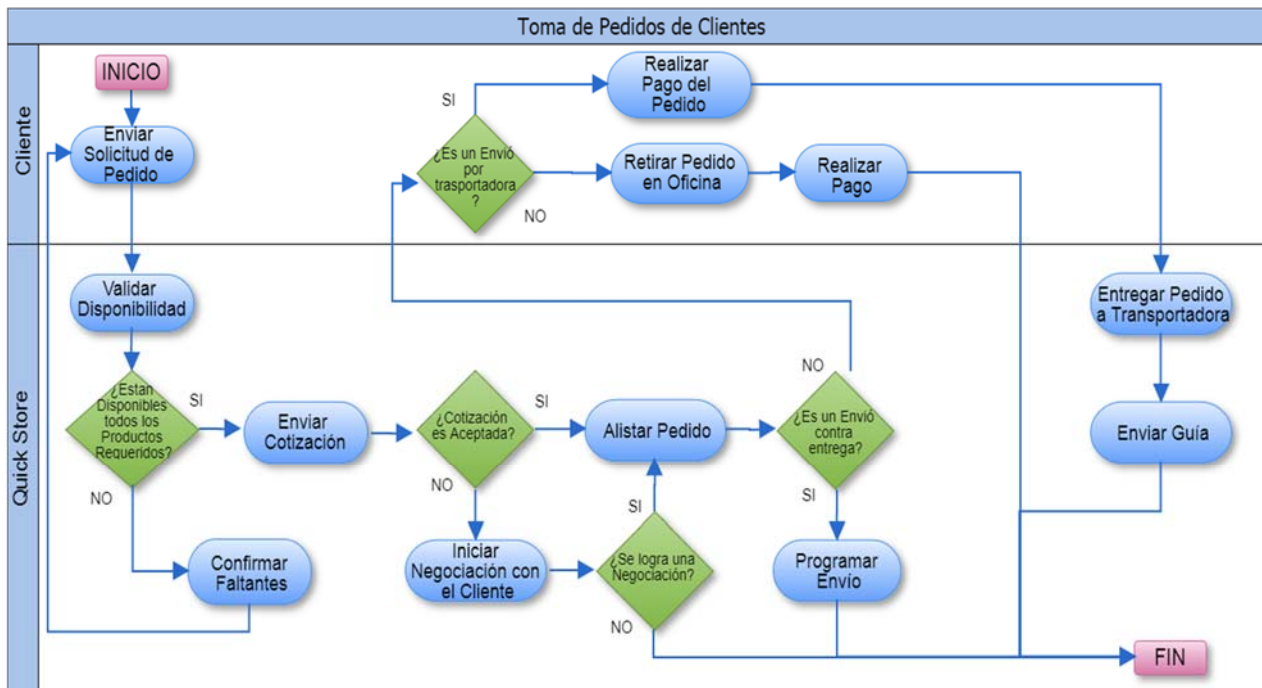 Toma de Pedidos de Clientes
Cliente
INICIO
Enviar
Solicitud de
Pedido
SI
¿Es un Envió
por
trasportadora
?
NO
Realizar
Pago del
Pedido
Retirar Pedido
en Oficina
Realizar
Pago
Quick Store
Validar
Disponibilidad
¿Estan
Disponibles
todos los
Productos
Requeridos?
SI
NO
Enviar
Cotización
Confirmar
Faltantes
¿Cotización
es Aceptada?
SI
NO
Iniciar
Negociación con
el Cliente
Alistar Pedido
SI
¿Se logra una
Negociación?
NO
NO
¿Es un Envió
contra
entrega?
SI
Programar
Envío
Entregar Pedido
a Transportadora
Enviar Guía
FIN